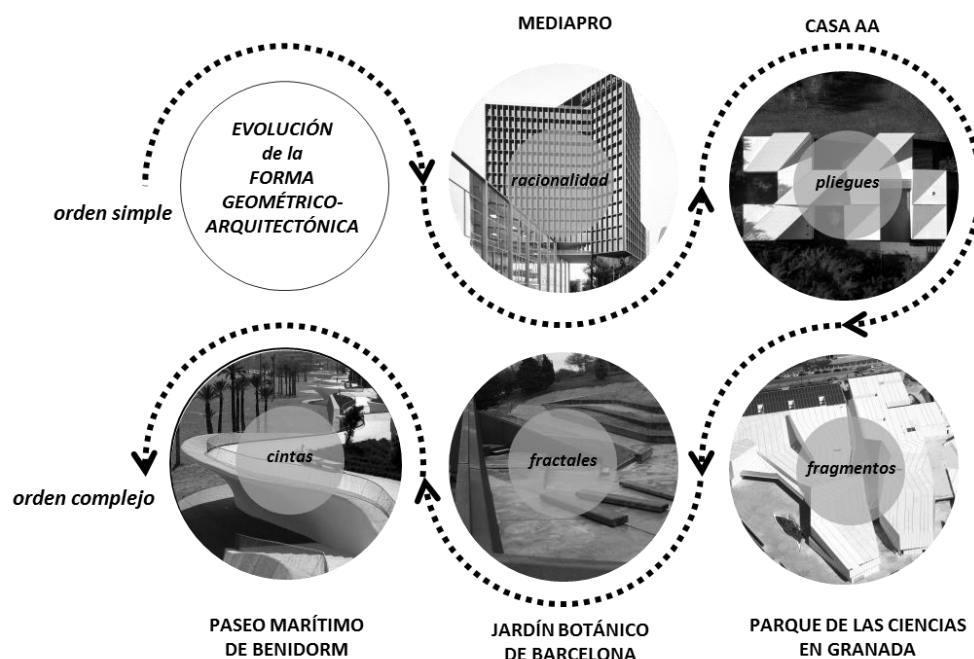 MEDIAPRO
CASA AA
EVOLUCIÓN
de la
FORMA
GEOMÉTRICO-
ARQUITECTÓNICA
orden simple
racionalidad
pliegues
cintas
fractales
fragmentos
orden complejo
PASEO MARÍTIMO
DE BENIDORM
JARDÍN BOTÁNICO
DE BARCELONA
PARQUE DE LAS CIENCIAS
EN GRANADA